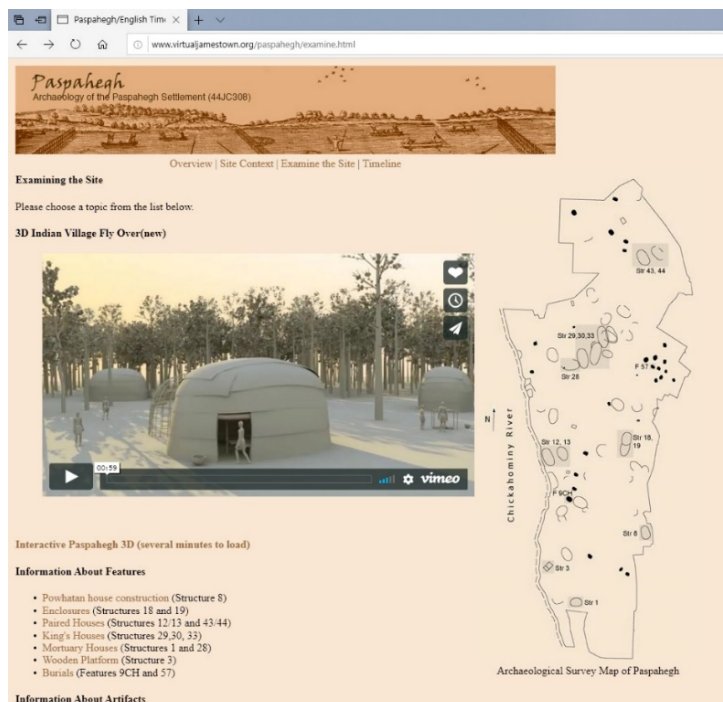 Paspahegh/English Time
www.virtualjamestown.org/paspahegh/examine.html
Paspahegh
Archaeology of the Paspahegh Settlement (44JC308)
Overview | Site Context | Examine the Site | Timeline
Examining the Site
Please choose a topic from the list below.
3D Indian Village Fly Over(new)
00:59
vimeo
Interactive Paspahegh 3D (several minutes to load)
Information About Features
• Powhatan house construction (Structure 8)
• Enclosures (Structures 18 and 19)
• Paired Houses (Structures 12/13 and 43/44)
• King's Houses (Structures 29,30, 33)
• Mortuary Houses (Structures 1 and 28)
• Wooden Platform (Structure 3)
• Burials (Features 9CH and 57)
Information About Artifacts
Str 43, 44
Str 29,30,33
F 57
Str 28
N
Chickahominy River
Str 12, 13
Str 18,
19
F 9CH
Str 8
Str 3
Str 1
Archaeological Survey Map of Paspahegh